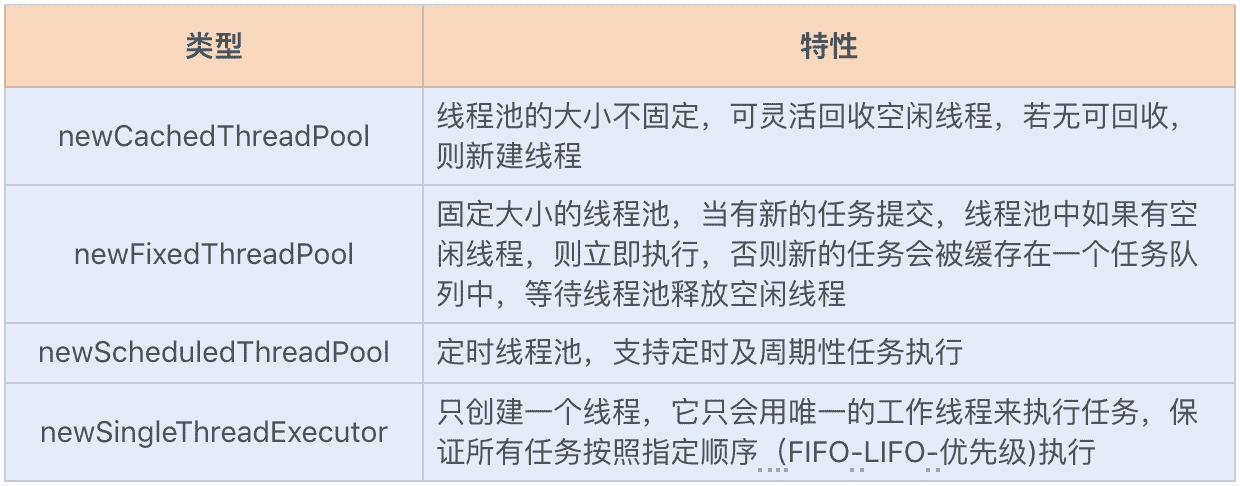 类型
特性
newCachedThreadPool
线程池的大小不固定，可灵活回收空闲线程，若无可回收，
则新建线程
newFixedThreadPool
固定大小的线程池，当有新的任务提交，线程池中如果有空
闲线程，则立即执行，否则新的任务会被缓存在一个任务队
列中，等待线程池释放空闲线程
newScheduledThreadPool
定时线程池，支持定时及周期性任务执行
newSingleThreadExecutor
只创建一个线程，它只会用唯一的工作线程来执行任务，保
证所有任务按照指定顺序（FIFO-LIFO-优先级)执行